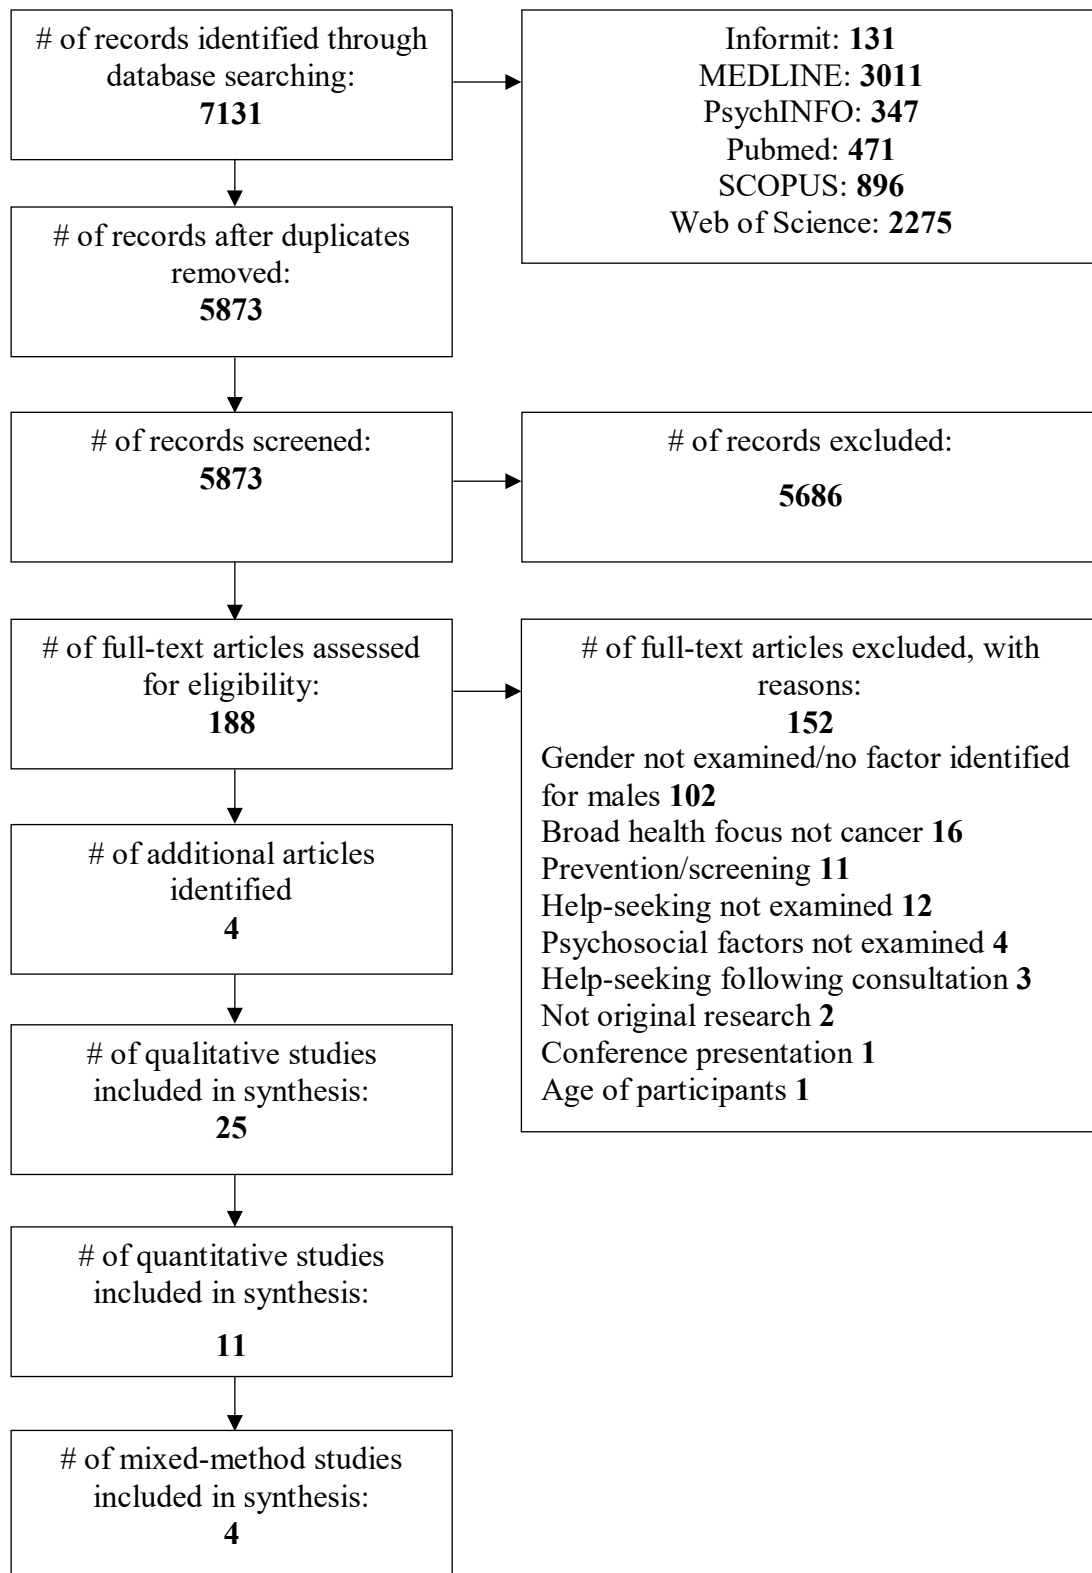 # of records identified through
database searching:
7131
Informit: 131
MEDLINE: 3011
PsychINFO: 347
Pubmed: 471
SCOPUS: 896
Web of Science: 2275
# of records after duplicates
removed:
5873
# of records screened:
5873
# of records excluded:
5686
# of full-text articles assessed
for eligibility:
188
# of full-text articles excluded, with
reasons:
152
Gender not examined/no factor identified
for males 102
Broad health focus not cancer 16
Prevention/screening 11
Help-seeking not examined 12
Psychosocial factors not examined 4
Help-seeking following consultation 3
Not original research 2
Conference presentation 1
Age of participants 1
# of additional articles
identified
4
# of qualitative studies
included in synthesis:
25
# of quantitative studies
included in synthesis:
11
# of mixed-method studies
included in synthesis:
4